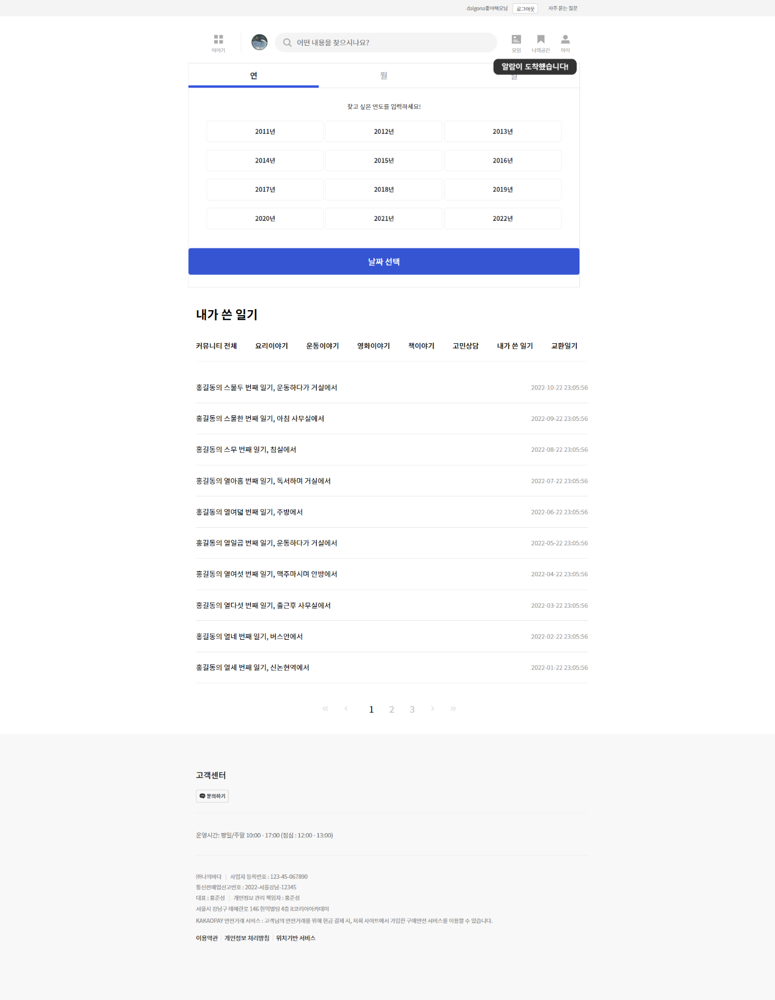 dalgona좋아해요님 로그아웃 자주 묻는 질문
이야기 어떤 내용을 찾으시나요? 모임 나의공간 마이
알람이 도착했습니다!
연 월 일
찾고 싶은 연도를 입력하세요!
2011년 2012년 2013년
2014년 2015년 2016년
2017년 2018년 2019년
2020년 2021년 2022년
날짜 선택
내가 쓴 일기
커뮤니티 전체 요리이야기 운동이야기 영화이야기 책이야기 고민상담 내가 쓴 일기 교환일기
홍길동의 스물두 번째 일기, 운동하다가 거실에서 2022-10-22 23:05:56
홍길동의 스물한 번째 일기, 아침 사무실에서 2022-09-22 23:05:56
홍길동의 스무 번째 일기, 침실에서 2022-08-22 23:05:56
홍길동의 열아홉 번째 일기, 독서하며 거실에서 2022-07-22 23:05:56
홍길동의 열여덟 번째 일기, 주방에서 2022-06-22 23:05:56
홍길동의 열일곱 번째 일기, 운동하다가 거실에서 2022-05-22 23:05:56
홍길동의 열여섯 번째 일기, 맥주마시며 안방에서 2022-04-22 23:05:56
홍길동의 열다섯 번째 일기, 출근후 사무실에서 2022-03-22 23:05:56
홍길동의 열네 번째 일기, 버스안에서 2022-02-22 23:05:56
홍길동의 열세 번째 일기, 신논현역에서 2022-01-22 23:05:56
1 2 3
고객센터
문의하기
운영시간: 평일/주말 10:00 - 17:00 (점심 : 12:00 - 13:00)
㈜나의바다 | 사업자 등록번호 : 123-45-067890
통신판매업신고번호 : 2022-서울강남-12345
대표 : 홍준성 | 개인정보 관리 책임자 : 홍준성
서울시 강남구 테헤란로 146 현익빌딩 4층 it코리아아카데미
KAKAOPAY 안전거래 서비스 : 고객님의 안전거래를 위해 현금 결제 시, 저희 사이트에서 가입한 구매안전 서비스를 이용할 수 있습니다.
이용약관 | 개인정보 처리방침 | 위치기반 서비스